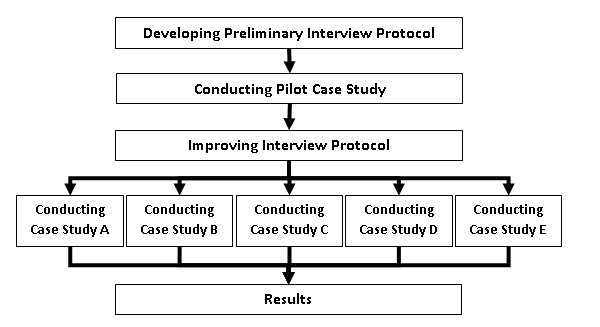 Developing Preliminary Interview Protocol
Conducting Pilot Case Study
Improving Interview Protocol
Conducting
Case Study A
Conducting
Case Study B
Conducting
Case Study C
Conducting
Case Study D
Conducting
Case Study E
Results